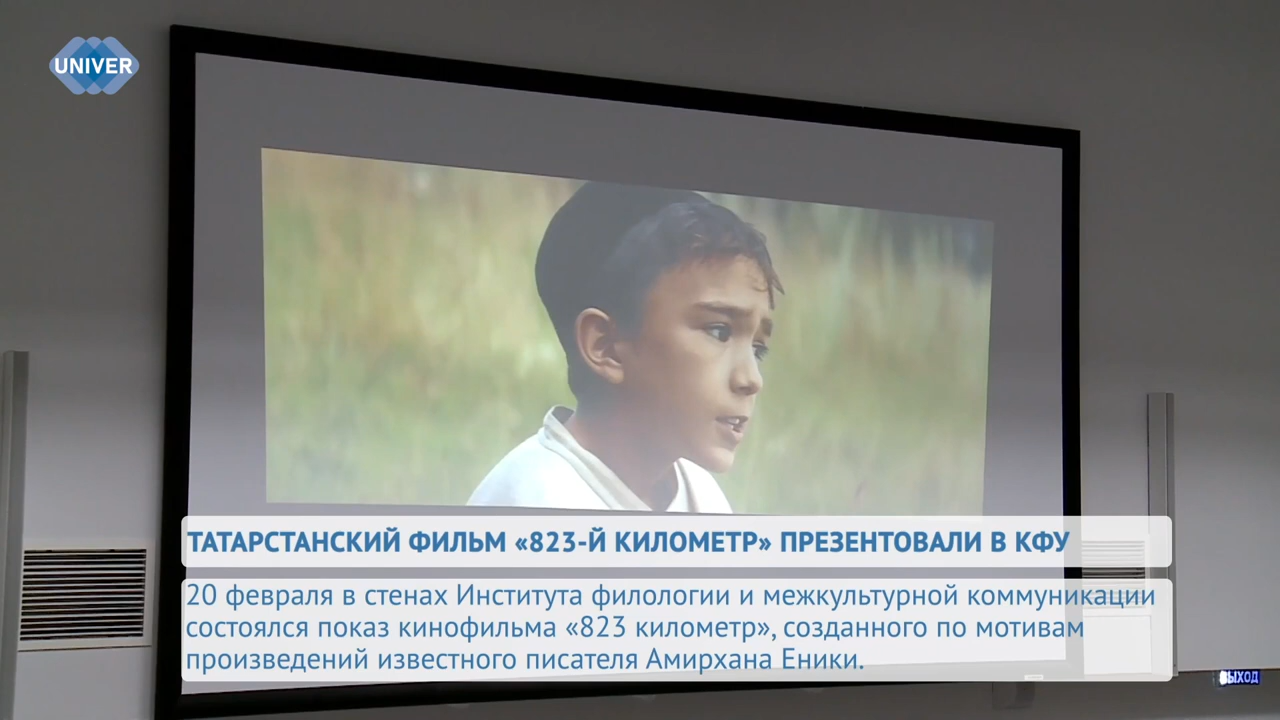 UNIVER
ТАТАРСТАНСКИЙ ФИЛЬМ «823-Й КИЛОМЕТР» ПРЕЗЕНТОВАЛИ В КФУ
20 февраля в стенах Института филологии и межкультурной коммуникации
состоялся показ кинофильма «823 километр», созданного по мотивам
произведений известного писателя Амирхана Еники.
ВЫХОД